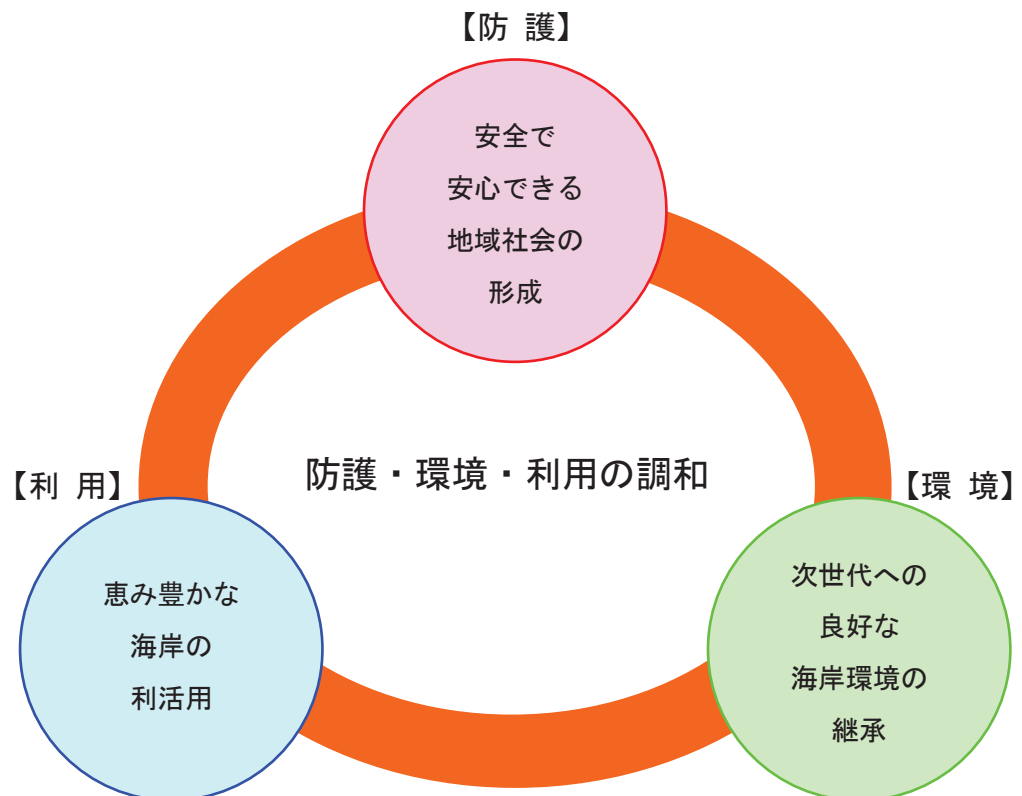 【防 護】
安全で
安心できる
地域社会の
形成
防護・環境・利用の調和
【利 用】
恵み豊かな
海岸の
利活用
【環 境】
次世代への
良好な
海岸環境の
継承